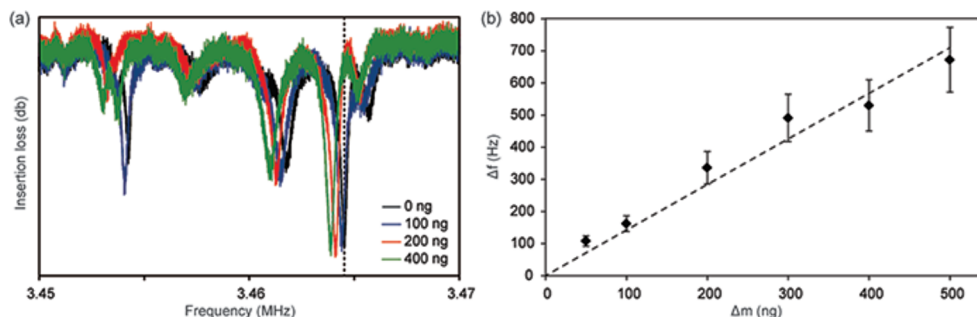 (a)
Insertion loss (db)
0 ng
100 ng
200 ng
400 ng
3.45
3.46
3.47
Frequency (MHz)
(b)
Δf (Hz)
800
700
600
500
400
300
200
100
0
0
100
200
300
400
500
Δm (ng)